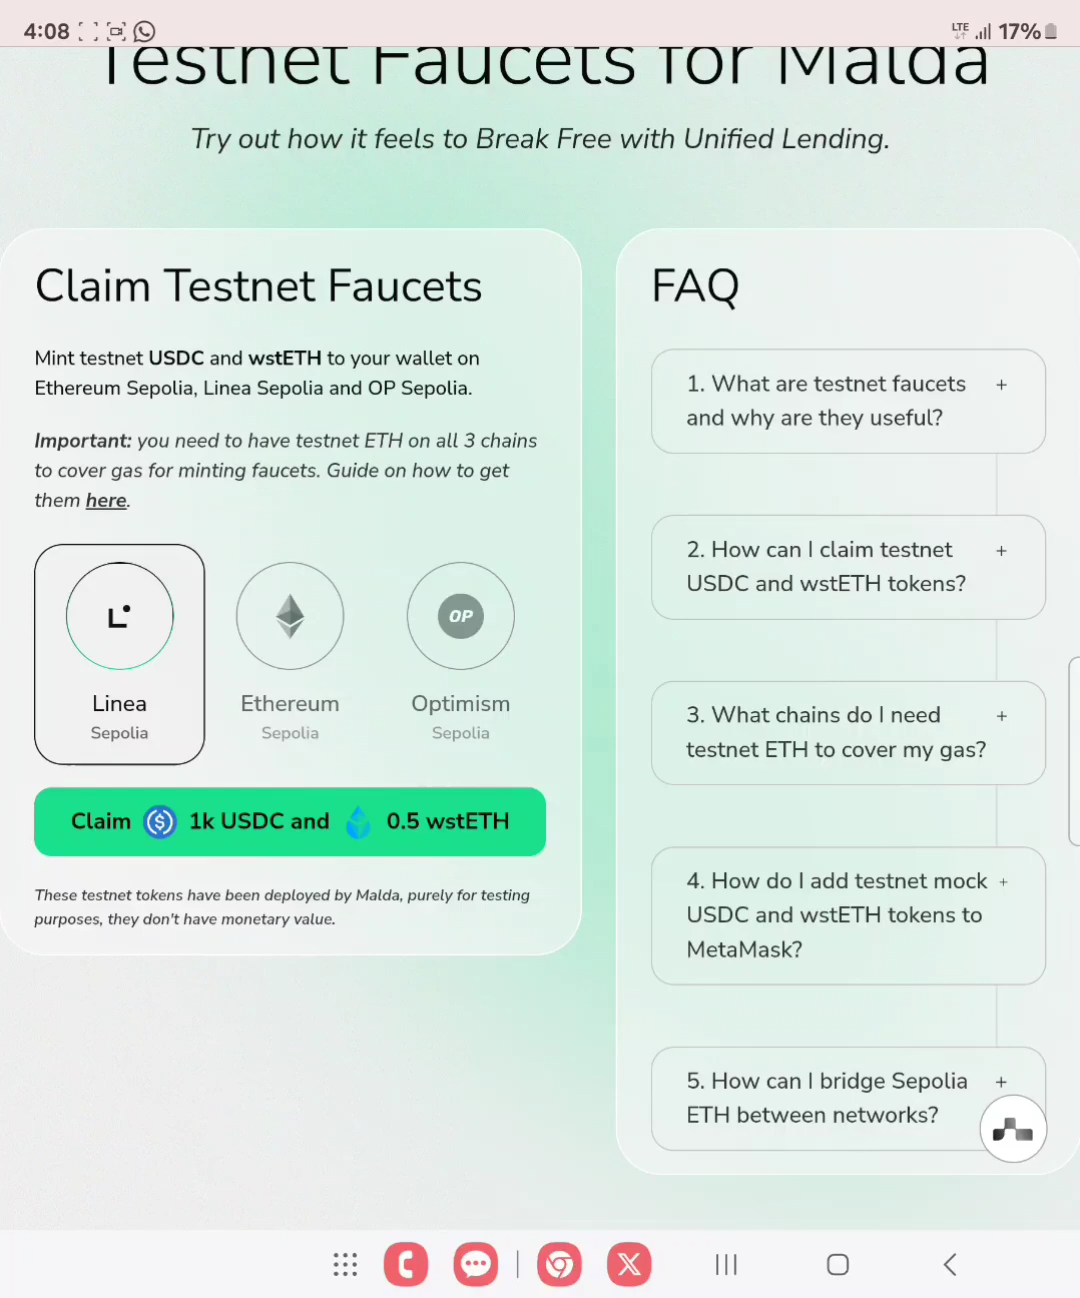 4:08
LTE 17%
Testnet Faucets for Malda
Try out how it feels to Break Free with Unified Lending.
Claim Testnet Faucets
Mint testnet USDC and wstETH to your wallet on
Ethereum Sepolia, Linea Sepolia and OP Sepolia.
Important: you need to have testnet ETH on all 3 chains
to cover gas for minting faucets. Guide on how to get
them here.
Linea
Sepolia
Ethereum
Sepolia
OP
Optimism
Sepolia
Claim 1k USDC and 0.5 wstETH
These testnet tokens have been deployed by Malda, purely for testing
purposes, they don't have monetary value.
FAQ
1. What are testnet faucets +
and why are they useful?
2. How can I claim testnet +
USDC and wstETH tokens?
3. What chains do I need +
testnet ETH to cover my gas?
4. How do I add testnet mock +
USDC and wstETH tokens to
MetaMask?
5. How can I bridge Sepolia +
ETH between networks?